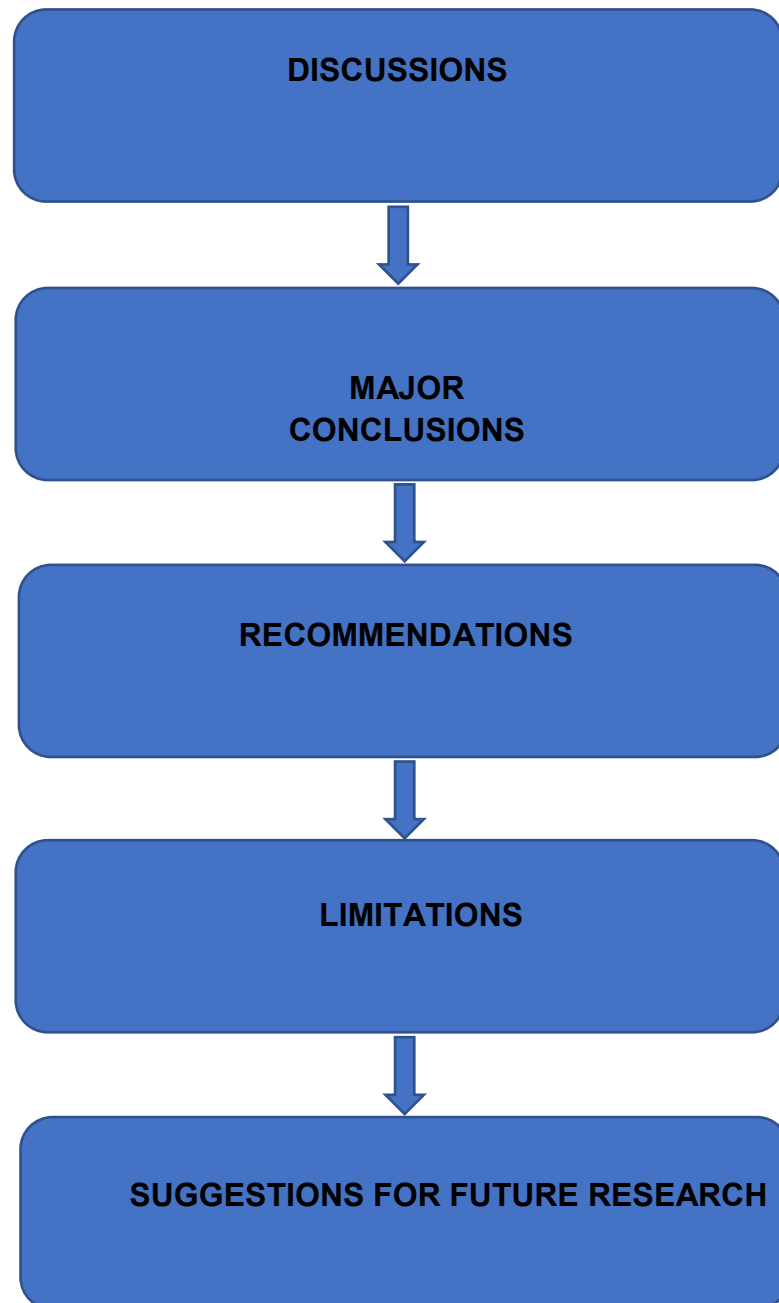 DISCUSSIONS
MAJOR
CONCLUSIONS
RECOMMENDATIONS
LIMITATIONS
SUGGESTIONS FOR FUTURE RESEARCH